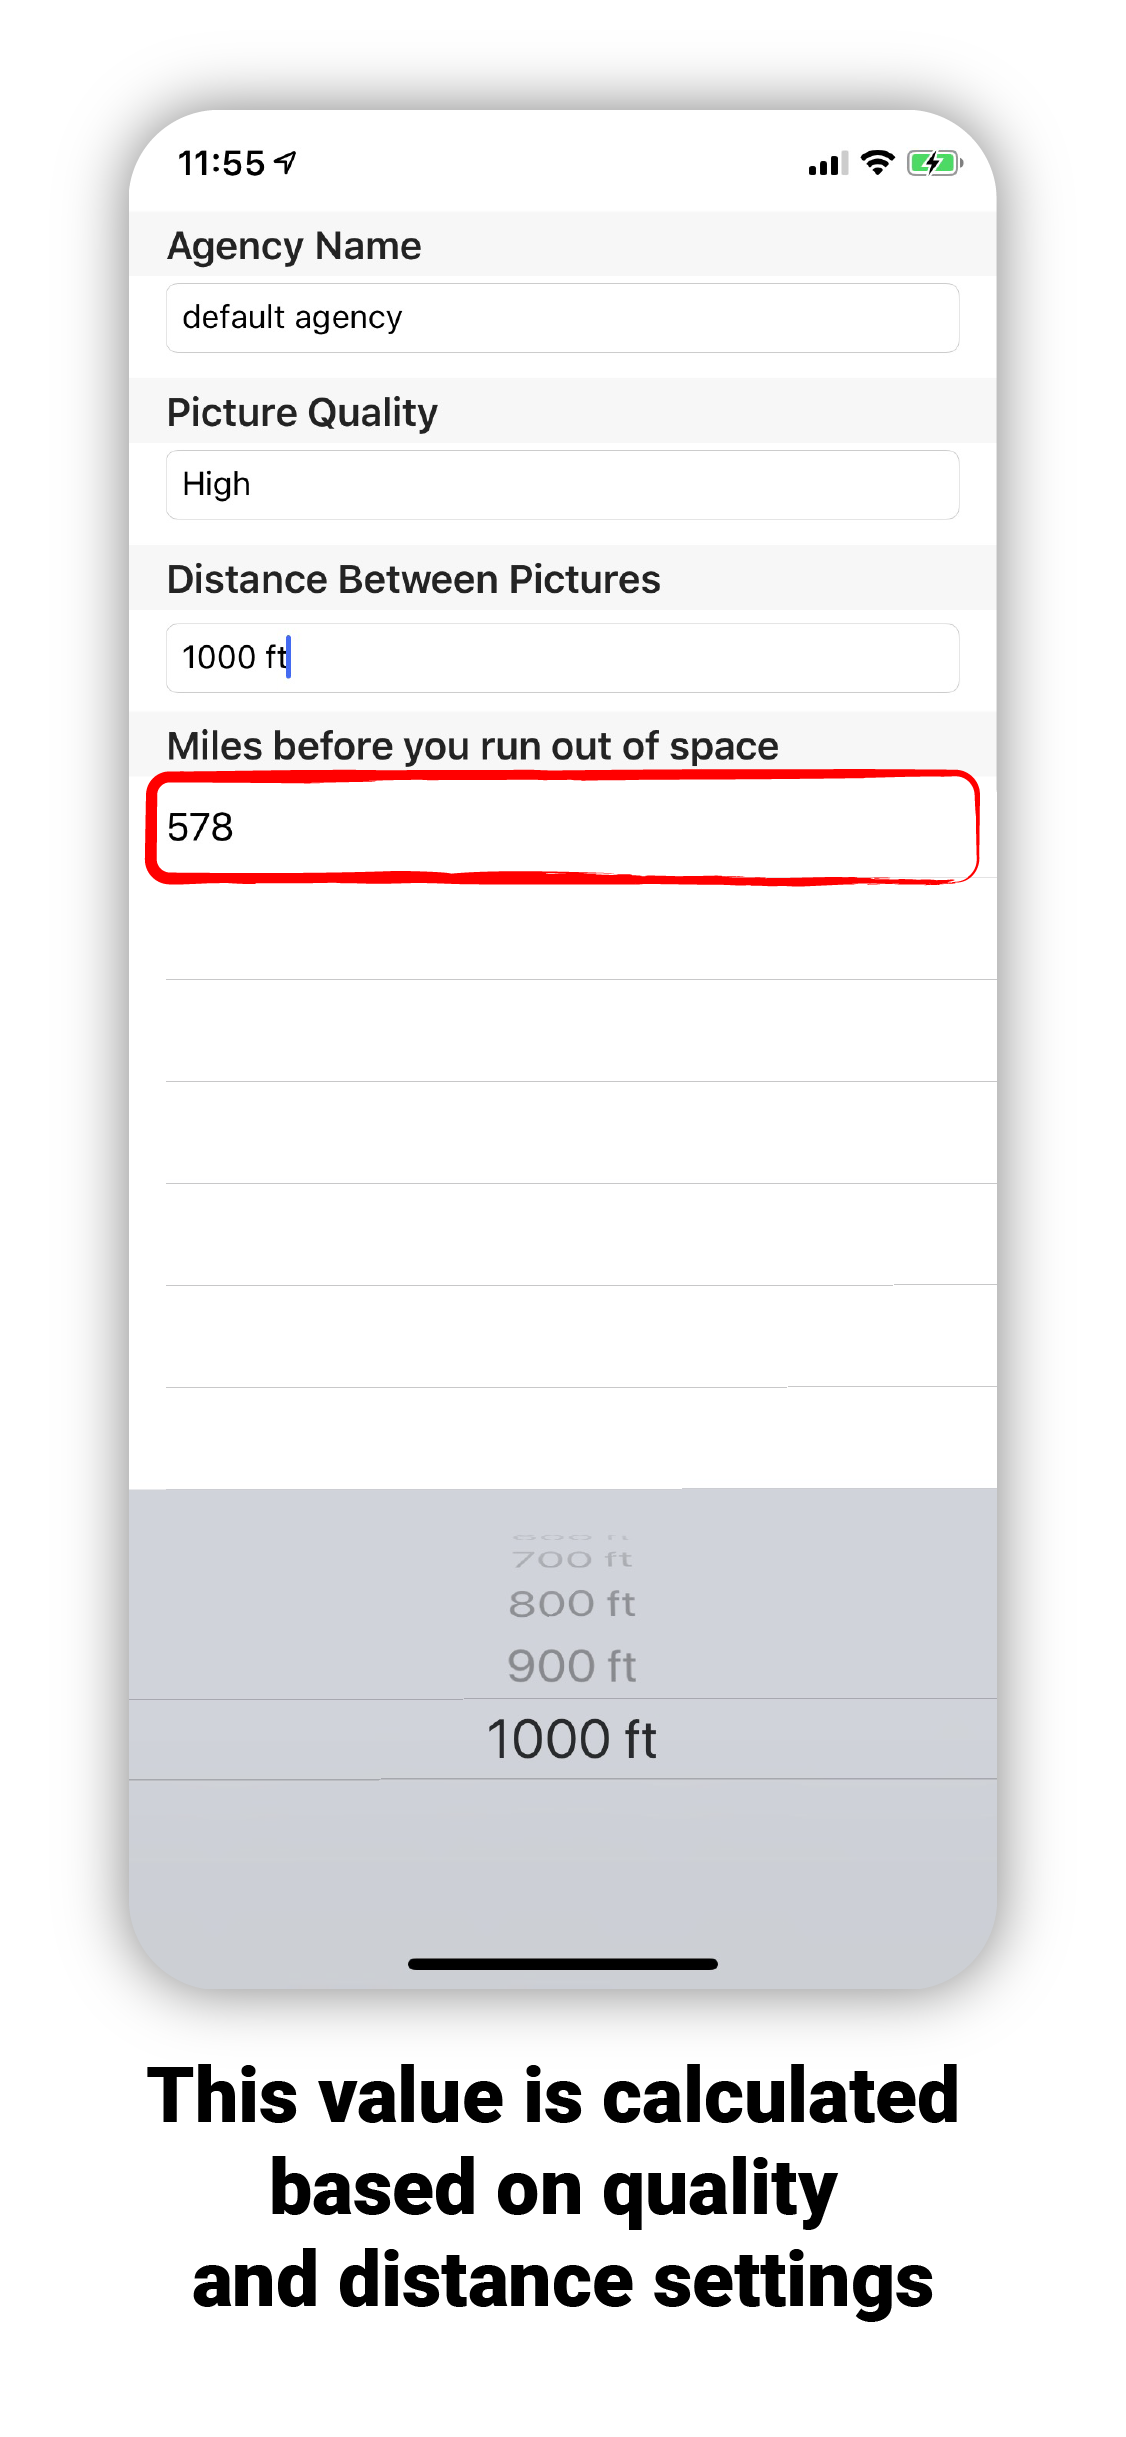 11:55
Agency Name
default agency
Picture Quality
High
Distance Between Pictures
1000 ft
Miles before you run out of space
578
700 ft
800 ft
900 ft
1000 ft
This value is calculated
based on quality
and distance settings